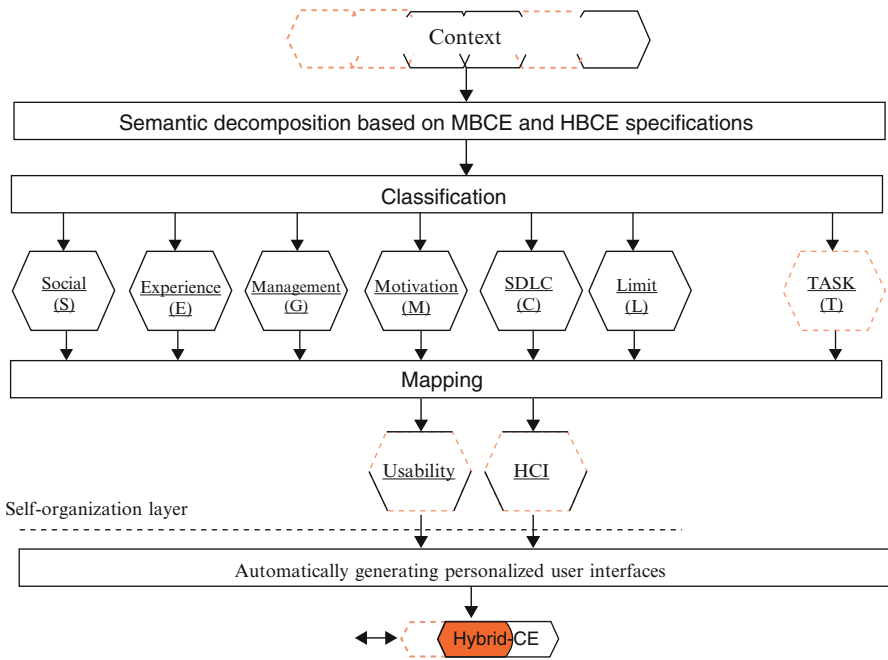 Context
Semantic decomposition based on MBCE and HBCE specifications
Classification
Social
(S)
Experience
(E)
Management
(G)
Motivation
(M)
SDLC
(C)
Limit
(L)
TASK
(T)
Mapping
Usability
HCI
Self-organization layer
Automatically generating personalized user interfaces
Hybrid-CE